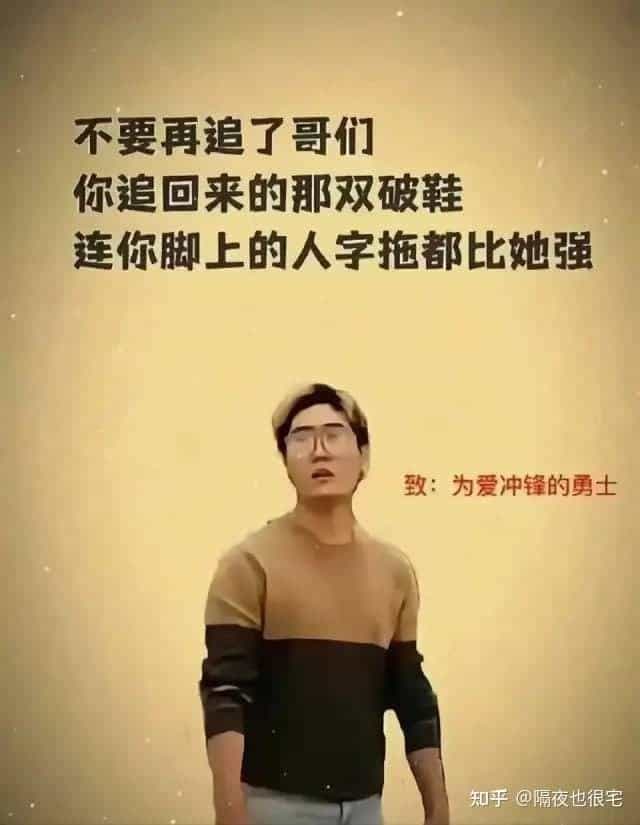 不要再追了哥们
你追回来的那双破鞋
连你脚上的人字拖都比她强
致：为爱冲锋的勇士
知乎 @隔夜也很宅